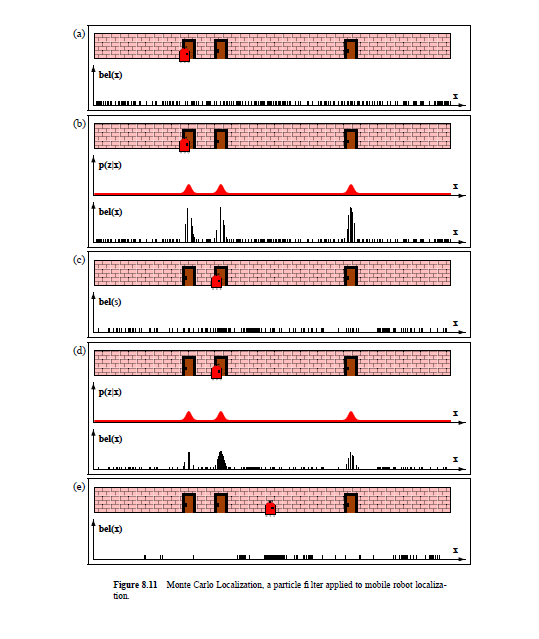 (a)
bel(x)
x
(b)
p(z|x)
x
bel(x)
x
(c)
bel(s)
x
(d)
p(z|x)
x
bel(x)
x
(e)
bel(x)
x
Figure 8.11 Monte Carlo Localization, a particle filter applied to mobile robot localiza-
tion.